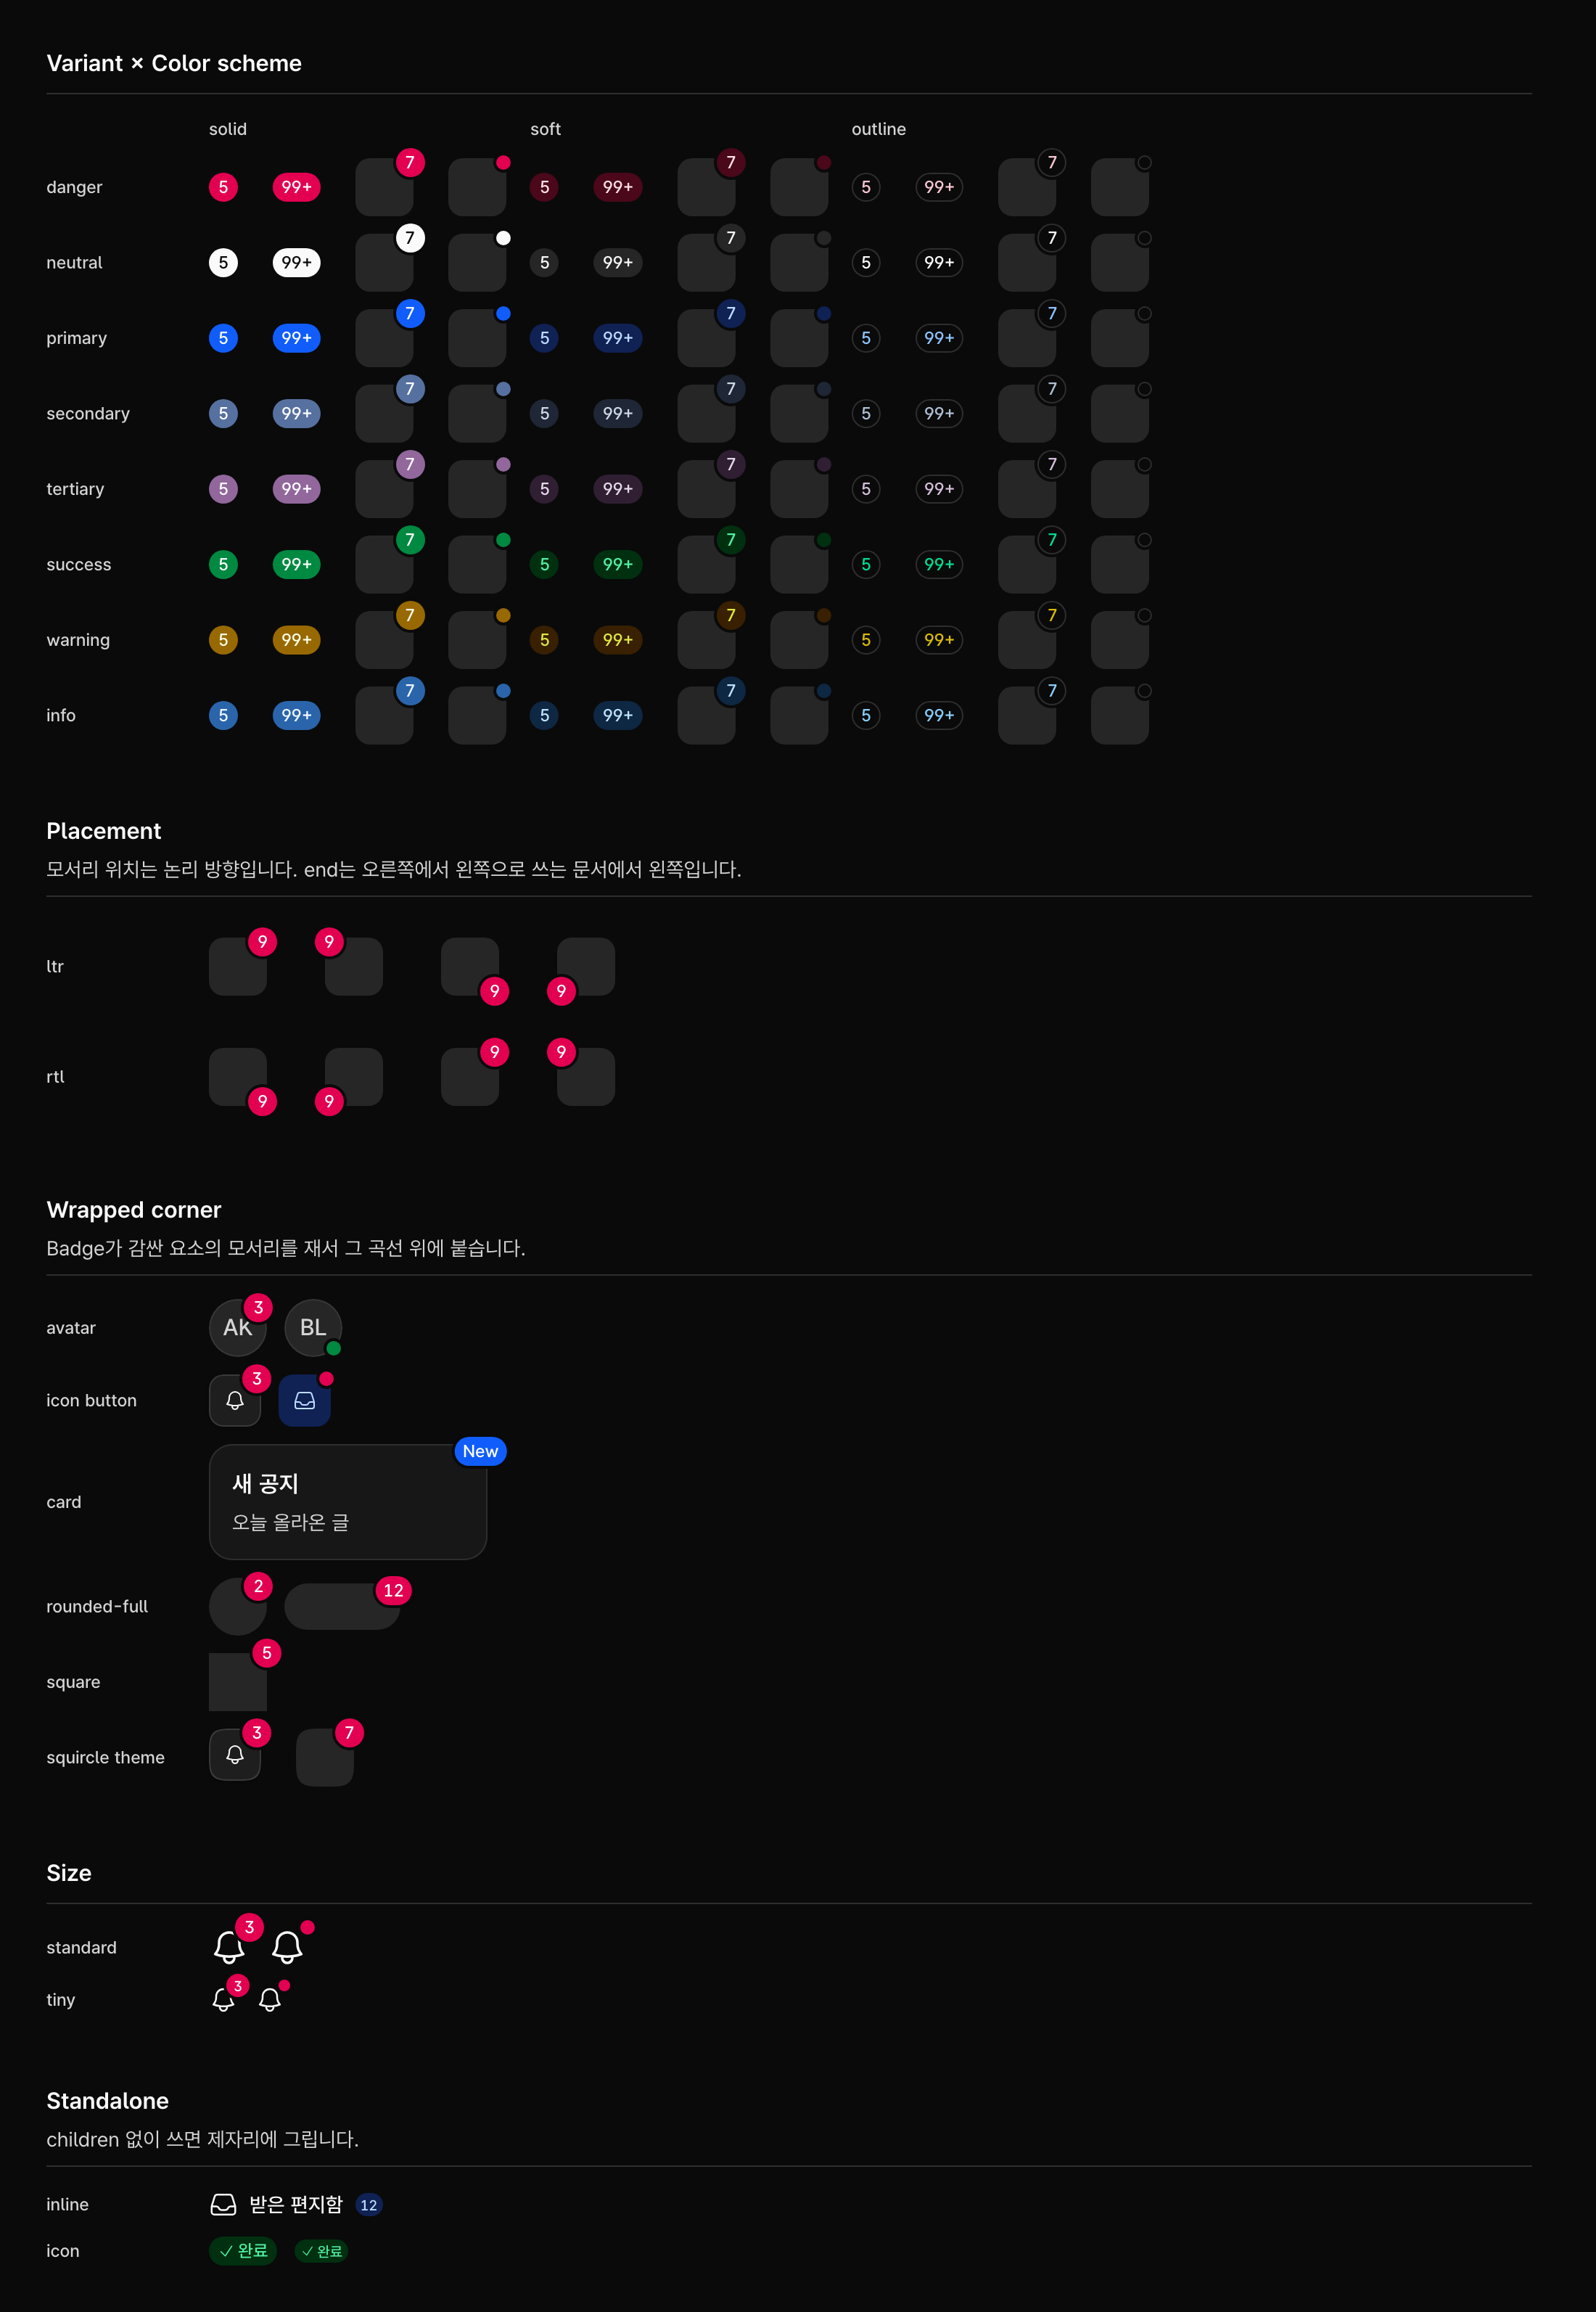 Variant × Color scheme
solid soft outline
danger 5 99+ 7 5 99+ 7 5 99+ 7
neutral 5 99+ 7 5 99+ 7 5 99+ 7
primary 5 99+ 7 5 99+ 7 5 99+ 7
secondary 5 99+ 7 5 99+ 7 5 99+ 7
tertiary 5 99+ 7 5 99+ 7 5 99+ 7
success 5 99+ 7 5 99+ 7 5 99+ 7
warning 5 99+ 7 5 99+ 7 5 99+ 7
info 5 99+ 7 5 99+ 7 5 99+ 7
Placement
모서리 위치는 논리 방향입니다. end는 오른쪽에서 왼쪽으로 쓰는 문서에서 왼쪽입니다.
ltr 9 9 9 9
rtl 9 9 9 9
Wrapped corner
Badge가 감싼 요소의 모서리를 재서 그 곡선 위에 붙습니다.
avatar AK 3 BL
icon button 3
card New
새 공지
오늘 올라온 글
rounded-full 2 12
square 5
squircle theme 3 7
Size
standard 3
tiny 3
Standalone
children 없이 쓰면 제자리에 그립니다.
inline 받은 편지함 12
icon 완료 완료